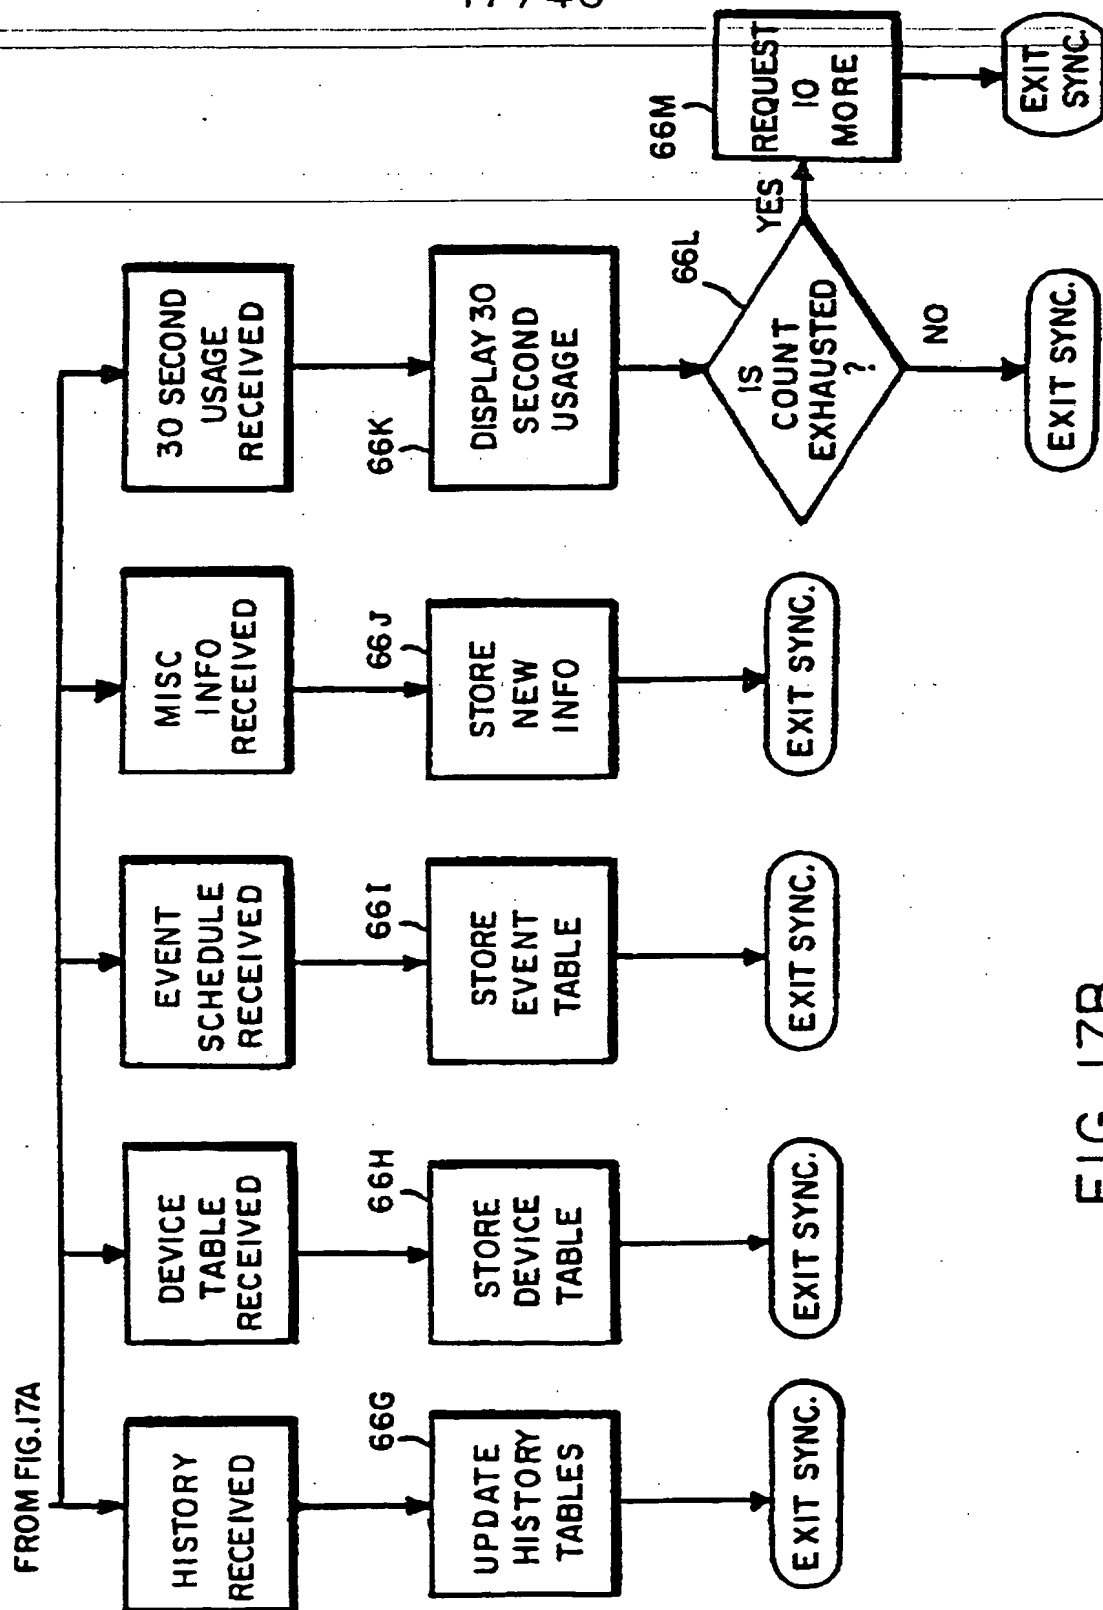 FROM FIG.17A
HISTORY
RECEIVED
DEVICE
TABLE
RECEIVED
EVENT
SCHEDULE
RECEIVED
MISC
INFO
RECEIVED
30 SECOND
USAGE
RECEIVED
66G
UPDATE
HISTORY
TABLES
66H
STORE
DEVICE
TABLE
66I
STORE
EVENT
TABLE
66J
STORE
NEW
INFO
66K
DISPLAY 30
SECOND
USAGE
EXIT SYNC.
EXIT SYNC.
EXIT SYNC.
EXIT SYNC.
66L
IS
COUNT
EXHAUSTED
?
YES
NO
66M
REQUEST
10
MORE
EXIT SYNC.
EXIT
SYNC.
FIG. 17B